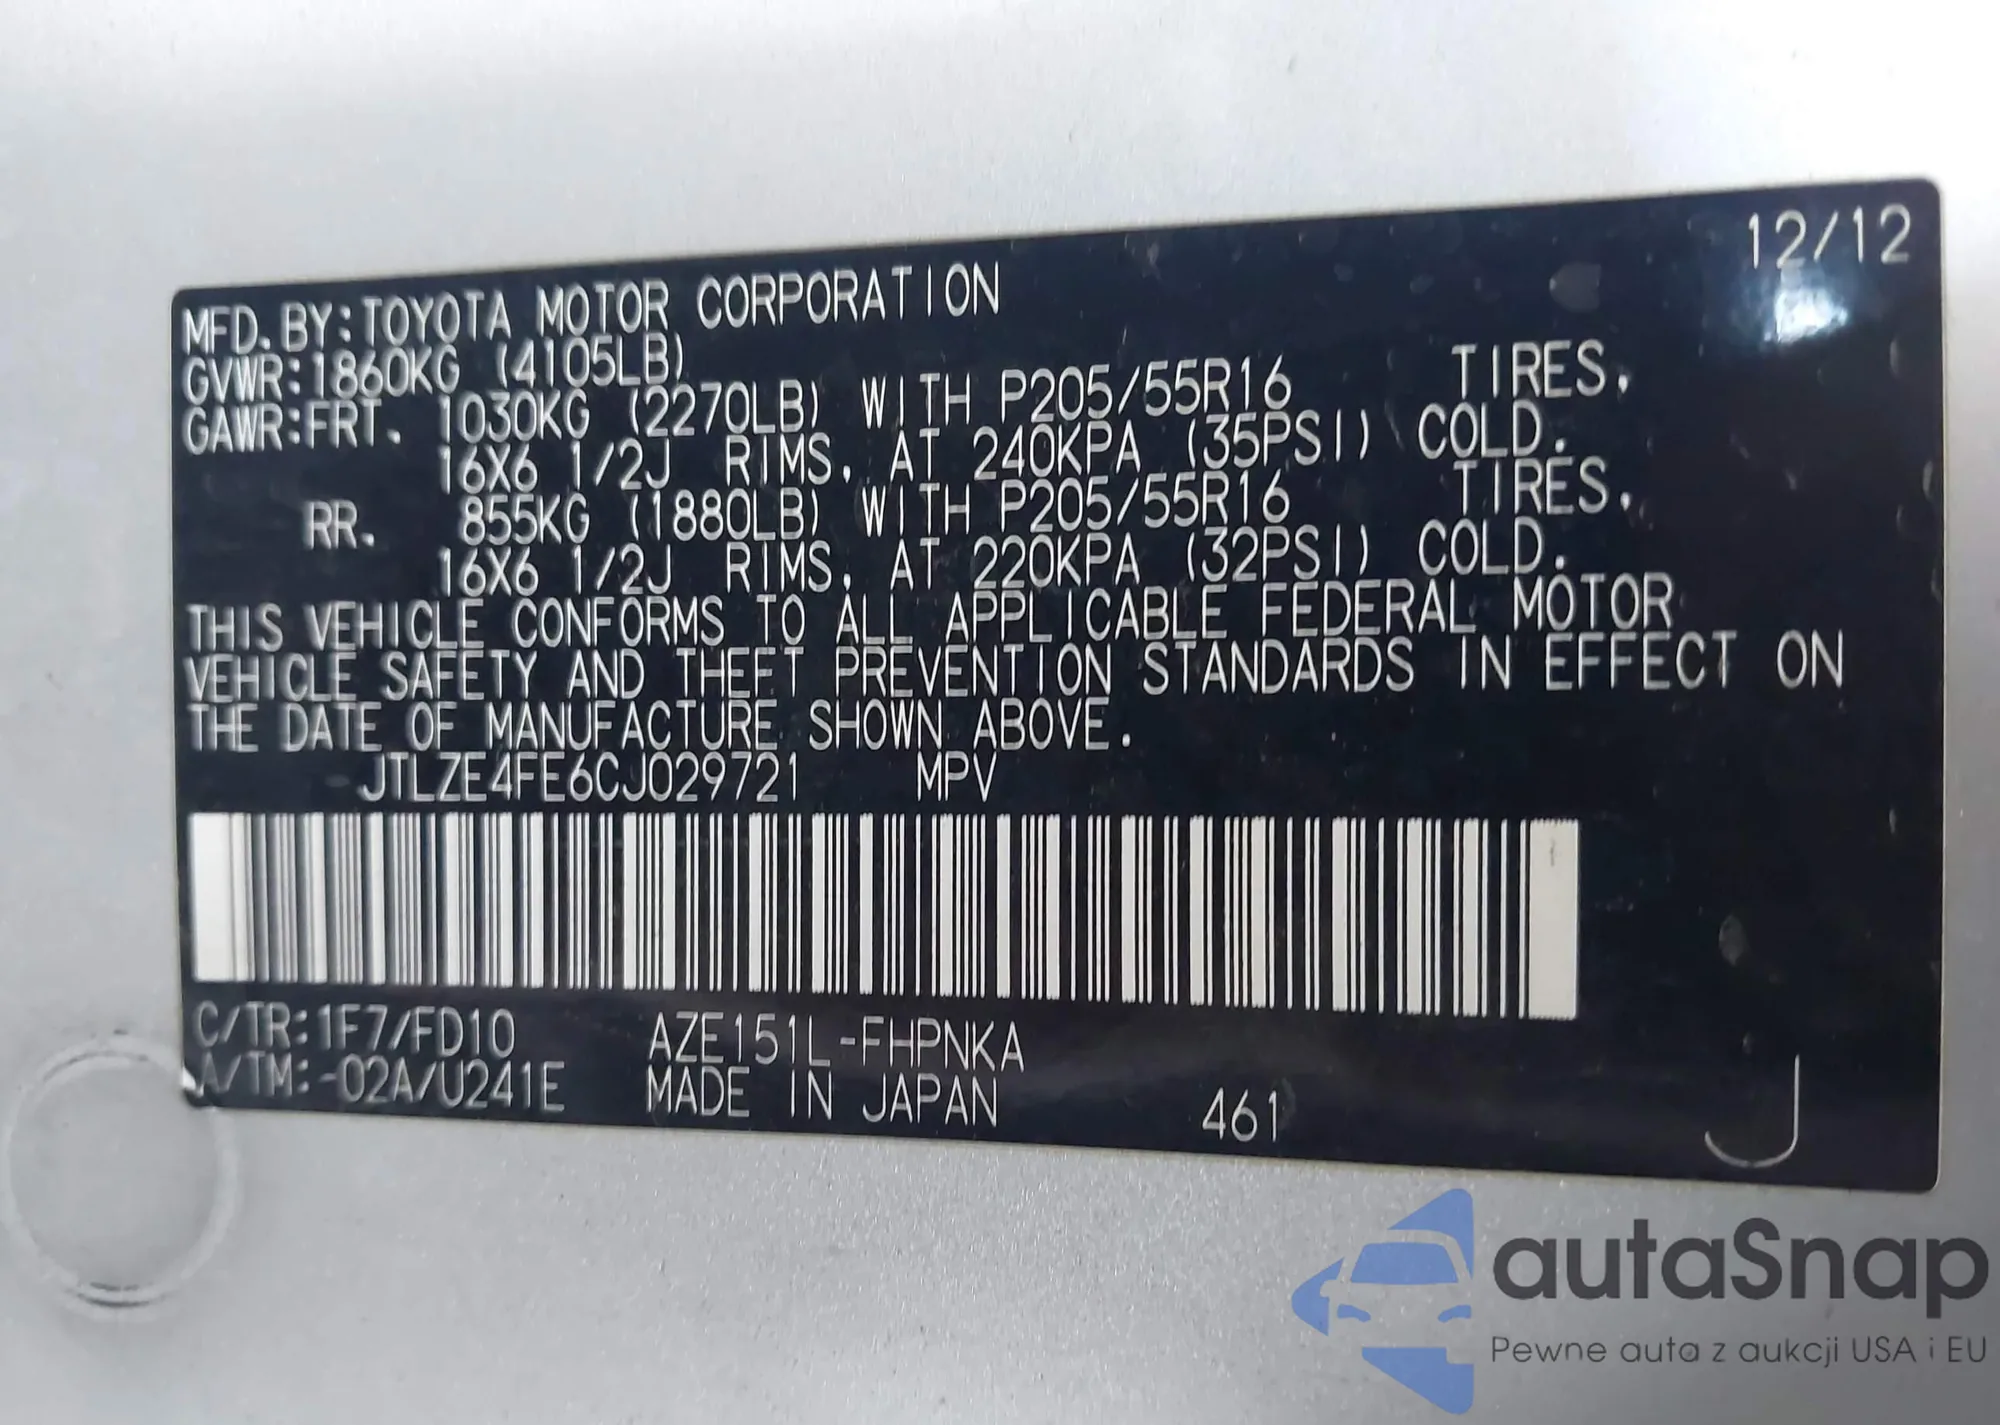 12/12
MFD. BY:TOYOTA MOTOR CORPORATION
GVWR:1860KG (4105LB)
GAWR:FRT. 1030KG (2270LB) WITH P205/55R16 TIRES,
16X6 1/2J RIMS, AT 240KPA (35PSI) COLD.
RR. 855KG (1880LB) WITH P205/55R16 TIRES,
16X6 1/2J RIMS, AT 220KPA (32PSI) COLD.
THIS VEHICLE CONFORMS TO ALL APPLICABLE FEDERAL MOTOR
VEHICLE SAFETY AND THEFT PREVENTION STANDARDS IN EFFECT ON
THE DATE OF MANUFACTURE SHOWN ABOVE.
JTLZE4FE6CJ029721 MPV
C/TR:1F7/FD10 AZE151L-FHPNKA
A/TM:-02A/U241E MADE IN JAPAN 461 J
autaSnap
Pewne auta z aukcji USA i EU